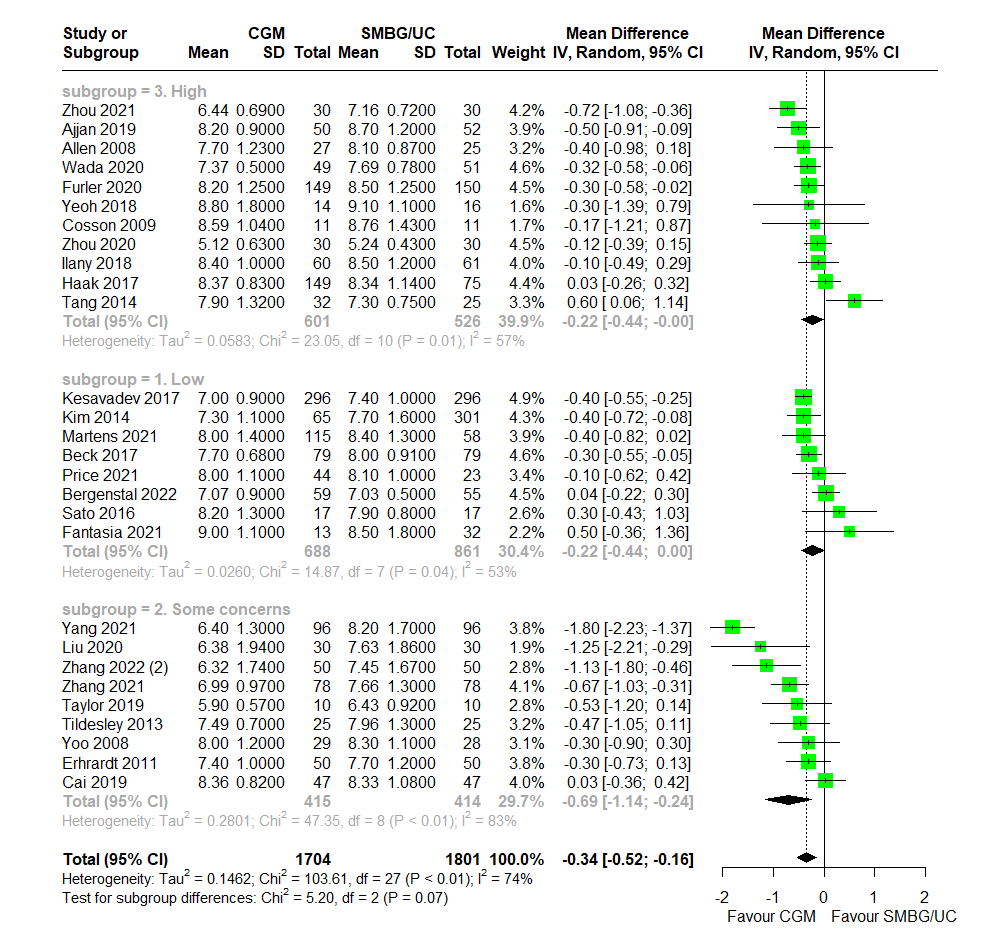 Study or CGM SMBG/UC Mean Difference Mean Difference
Subgroup Mean SD Total Mean SD Total Weight IV, Random, 95% CI IV, Random, 95% CI
subgroup = 3. High
Zhou 2021 6.44 0.6900 30 7.16 0.7200 30 4.2% -0.72 [-1.08; -0.36]
Ajjan 2019 8.20 0.9000 50 8.70 1.2000 52 3.9% -0.50 [-0.91; -0.09]
Allen 2008 7.70 1.2300 27 8.10 0.8700 25 3.1% -0.40 [-0.98; 0.18]
Wada 2020 7.37 0.5000 49 7.69 0.7800 51 4.5% -0.32 [-0.58; -0.06]
Furler 2020 8.20 1.2500 149 8.50 1.2500 150 4.5% -0.30 [-0.58; -0.02]
Yeoh 2018 8.80 1.8000 14 9.10 1.1000 16 1.6% -0.30 [-1.39; 0.79]
Cosson 2009 8.59 1.0400 11 8.76 1.4300 11 1.7% -0.17 [-1.21; 0.87]
Zhou 2020 5.12 0.6300 30 5.24 0.4300 30 4.5% -0.12 [-0.39; 0.15]
Ilany 2018 8.40 1.0000 60 8.50 1.2000 61 4.0% -0.10 [-0.49; 0.29]
Haak 2017 8.37 0.8300 149 8.34 1.1400 75 4.4% 0.03 [-0.26; 0.32]
Tang 2014 7.90 1.3200 32 7.30 0.7500 25 3.3% 0.60 [ 0.06; 1.14]
Total (95% CI) 601 526 39.9% -0.22 [-0.44; -0.00]
Heterogeneity: Tau² = 0.0583; Chi² = 23.05, df = 10 (P = 0.01); I² = 57%
subgroup = 1. Low
Kesavadev 2017 7.00 0.9000 296 7.40 1.0000 296 4.9% -0.40 [-0.55; -0.25]
Kim 2014 7.30 1.1000 65 7.70 1.6000 301 4.3% -0.40 [-0.72; -0.08]
Martens 2021 8.00 1.4000 115 8.40 1.3000 58 3.9% -0.40 [-0.82; 0.02]
Beck 2017 7.70 0.6800 79 8.00 0.9100 79 4.6% -0.30 [-0.55; -0.05]
Price 2021 8.00 1.1000 44 8.10 1.0000 23 3.4% -0.10 [-0.62; 0.42]
Bergenstal 2022 7.07 0.9000 59 7.03 0.5000 55 4.5% 0.04 [-0.22; 0.30]
Sato 2016 8.20 1.3000 17 7.90 0.8000 17 2.6% 0.30 [-0.43; 1.03]
Fantasia 2021 9.00 1.1000 13 8.50 1.8000 32 2.2% 0.50 [-0.36; 1.36]
Total (95% CI) 688 861 30.4% -0.22 [-0.44; 0.00]
Heterogeneity: Tau² = 0.0260; Chi² = 14.87, df = 7 (P = 0.04); I² = 53%
subgroup = 2. Some concerns
Yang 2021 6.40 1.3000 96 8.20 1.7000 96 3.8% -1.80 [-2.23; -1.37]
Liu 2020 6.38 1.9400 30 7.63 1.8600 30 1.9% -1.25 [-2.21; -0.29]
Zhang 2022 (2) 6.32 1.7400 50 7.45 1.6700 50 2.8% -1.13 [-1.80; -0.46]
Zhang 2021 6.99 0.9700 78 7.66 1.3000 78 4.1% -0.67 [-1.03; -0.31]
Taylor 2019 5.90 0.5700 10 6.43 0.9200 10 2.8% -0.53 [-1.20; 0.14]
Tildesley 2013 7.49 0.7000 25 7.96 1.3000 25 3.2% -0.47 [-1.05; 0.11]
Yoo 2008 8.00 1.2000 29 8.30 1.1000 28 3.1% -0.30 [-0.90; 0.30]
Erhrardt 2011 7.40 1.0000 50 7.70 1.2000 50 3.8% -0.30 [-0.73; 0.13]
Cai 2019 8.36 0.8200 47 8.33 1.0800 47 4.0% 0.03 [-0.36; 0.42]
Total (95% CI) 415 414 29.7% -0.69 [-1.14; -0.24]
Heterogeneity: Tau² = 0.2801; Chi² = 47.35, df = 8 (P < 0.01); I² = 83%
Total (95% CI) 1704 1801 100.0% -0.34 [-0.52; -0.16]
Heterogeneity: Tau² = 0.1462; Chi² = 103.61, df = 27 (P < 0.01); I² = 74%
Test for subgroup differences: Chi² = 5.20, df = 2 (P = 0.07)
-2 -1 0 1 2
Favour CGM Favour SMBG/UC